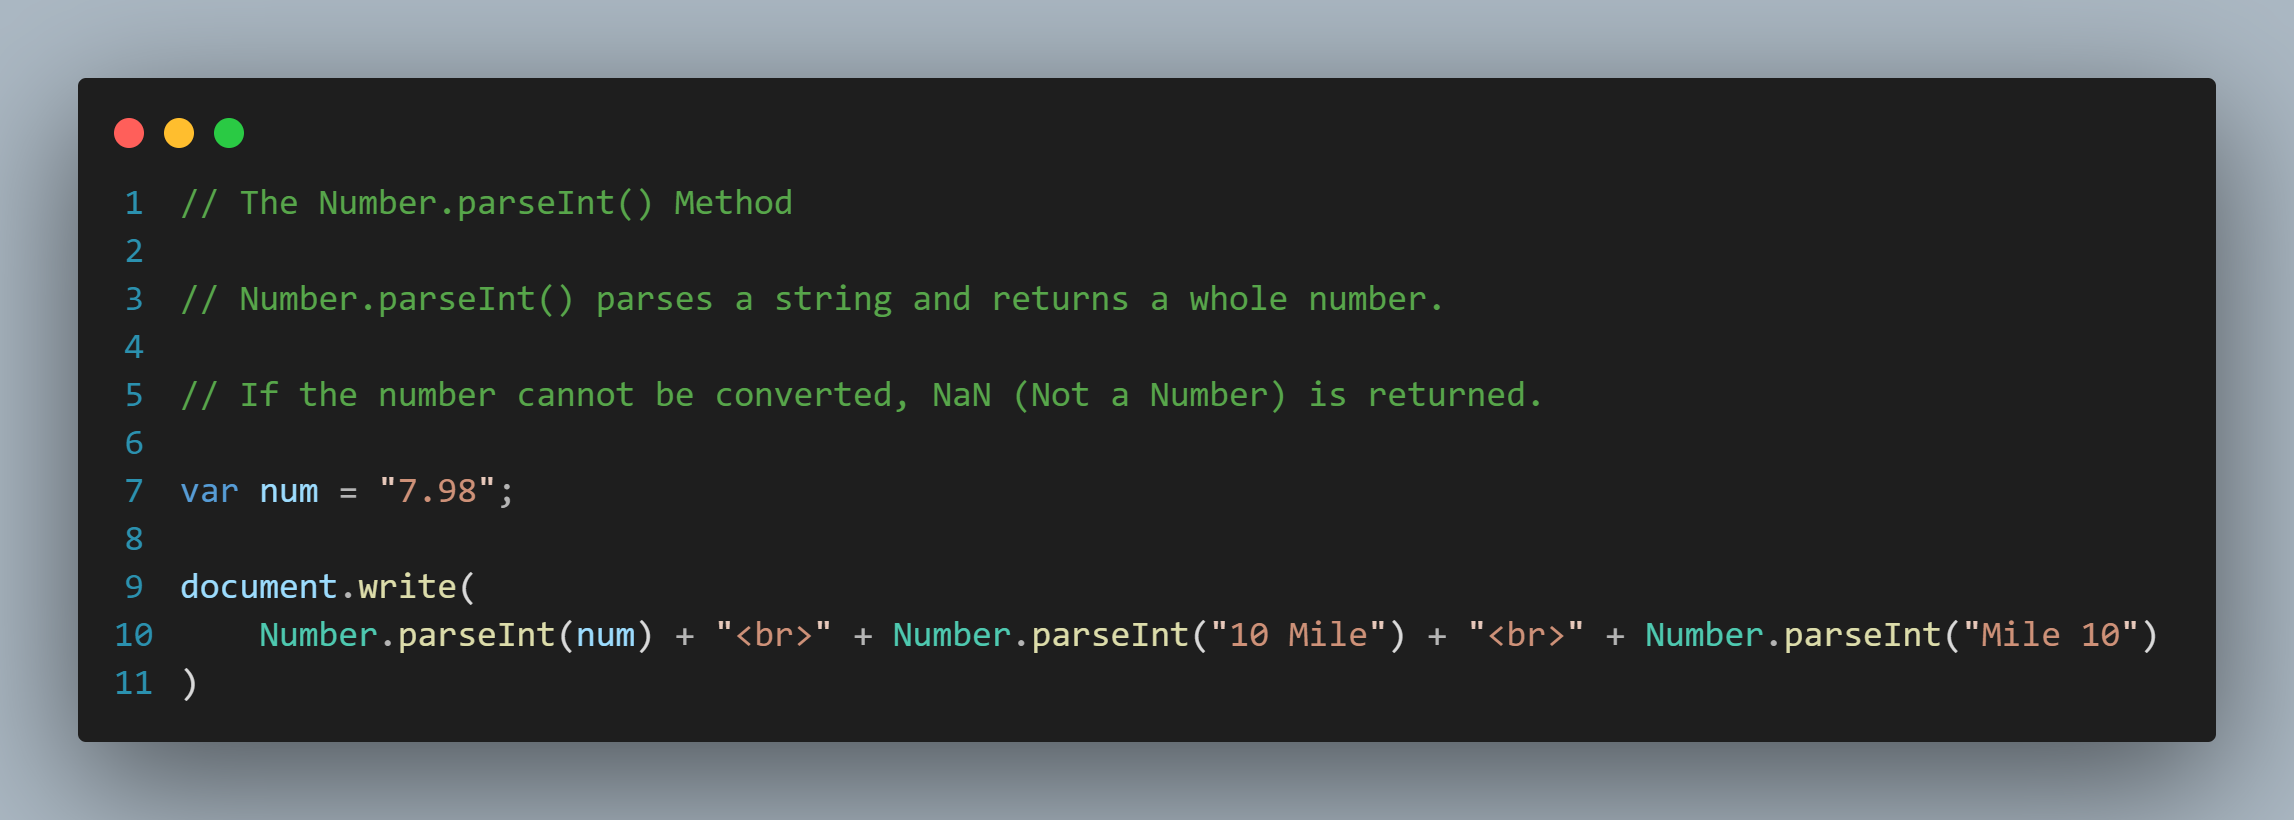 1 // The Number.parseInt() Method
2
3 // Number.parseInt() parses a string and returns a whole number.
4
5 // If the number cannot be converted, NaN (Not a Number) is returned.
6
7 var num = "7.98";
8
9 document.write(
10     Number.parseInt(num) + "<br>" + Number.parseInt("10 Mile") + "<br>" + Number.parseInt("Mile 10")
11 )